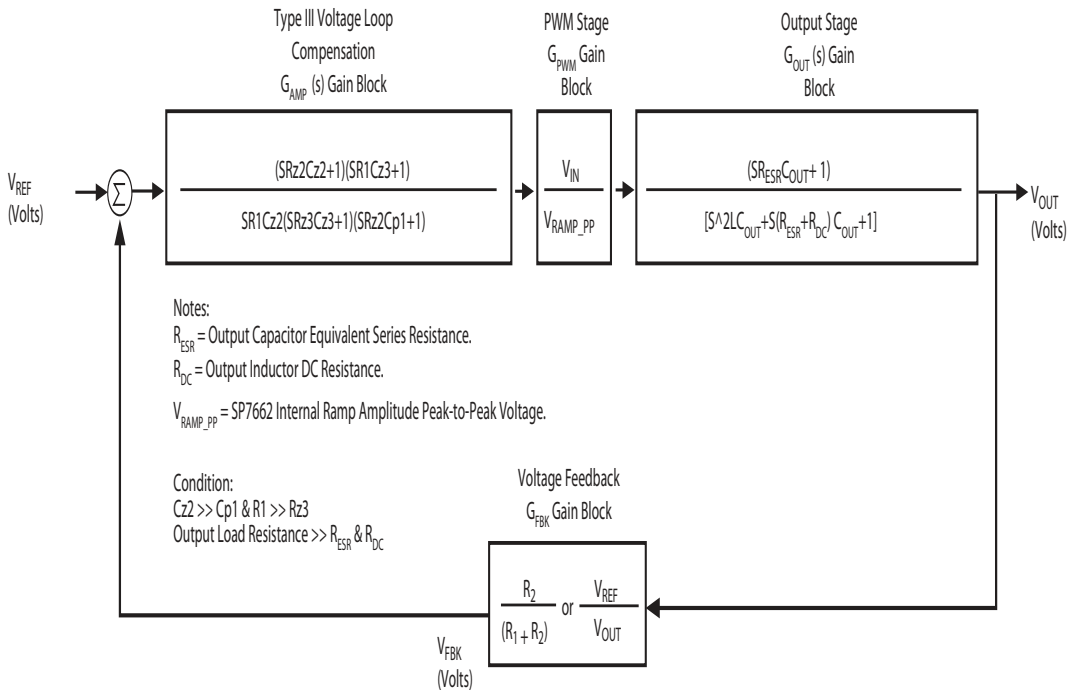 Type III Voltage Loop
Compensation
G_AMP (s) Gain Block
PWM Stage
G_PWM Gain
Block
Output Stage
G_OUT (s) Gain
Block
V_REF
(Volts)
Σ
(SRz2Cz2+1)(SR1Cz3+1)
SR1Cz2(SRz3Cz3+1)(SRz2Cp1+1)
V_IN
V_RAMP_PP
(SR_ESRC_OUT+ 1)
[S^2LC_OUT+S(R_ESR+R_DC) C_OUT+1]
V_OUT
(Volts)
Notes:
R_ESR = Output Capacitor Equivalent Series Resistance.
R_DC = Output Inductor DC Resistance.
V_RAMP_PP = SP7662 Internal Ramp Amplitude Peak-to-Peak Voltage.
Condition:
Cz2 >> Cp1 & R1 >> Rz3
Output Load Resistance >> R_ESR & R_DC
Voltage Feedback
G_FBK Gain Block
R_2
(R_1 + R_2)
or
V_REF
V_OUT
V_FBK
(Volts)